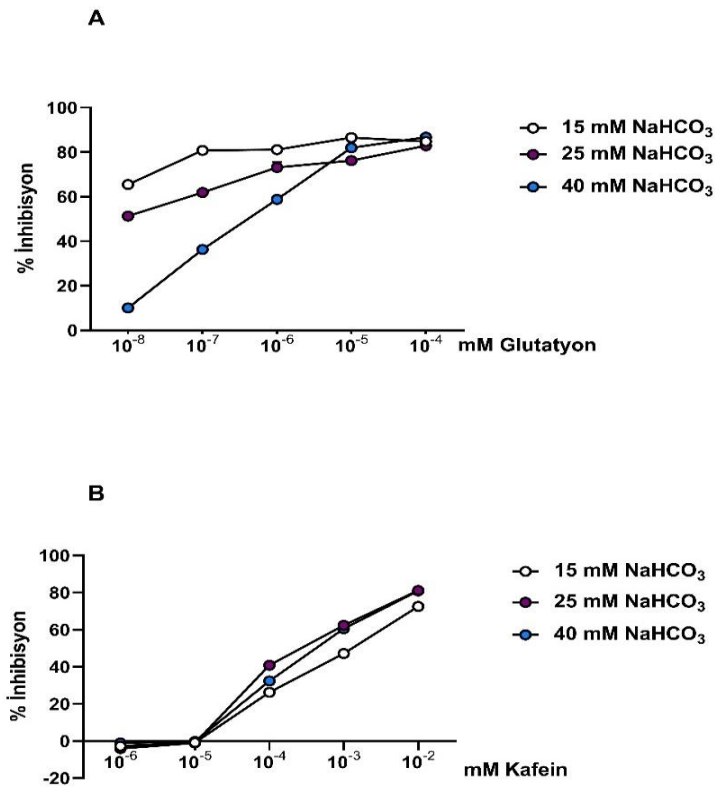 A
% İnhibisyon
100
80
60
40
20
0
10⁻⁸ 10⁻⁷ 10⁻⁶ 10⁻⁵ 10⁻⁴ mM Glutatyon
15 mM NaHCO₃
25 mM NaHCO₃
40 mM NaHCO₃
B
% İnhibisyon
100
80
60
40
20
0
-20
10⁻⁶ 10⁻⁵ 10⁻⁴ 10⁻³ 10⁻² mM Kafein
15 mM NaHCO₃
25 mM NaHCO₃
40 mM NaHCO₃